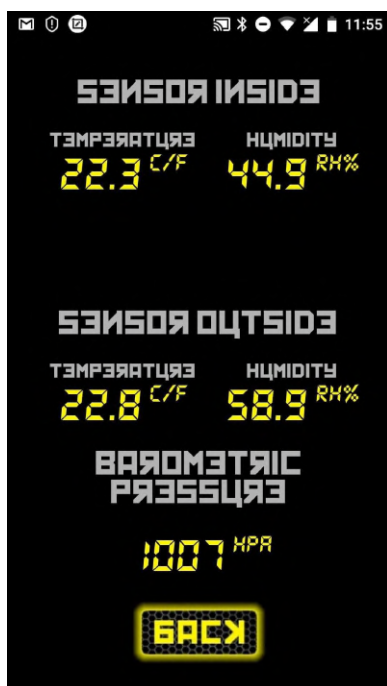 11:55
SENSOR INSIDE
TEMPERATURE HUMIDITY
22.3 C/F 44.9 RH%
SENSOR OUTSIDE
TEMPERATURE HUMIDITY
22.8 C/F 58.9 RH%
BAROMETRIC
PRESSURE
1007 HPA
BACK